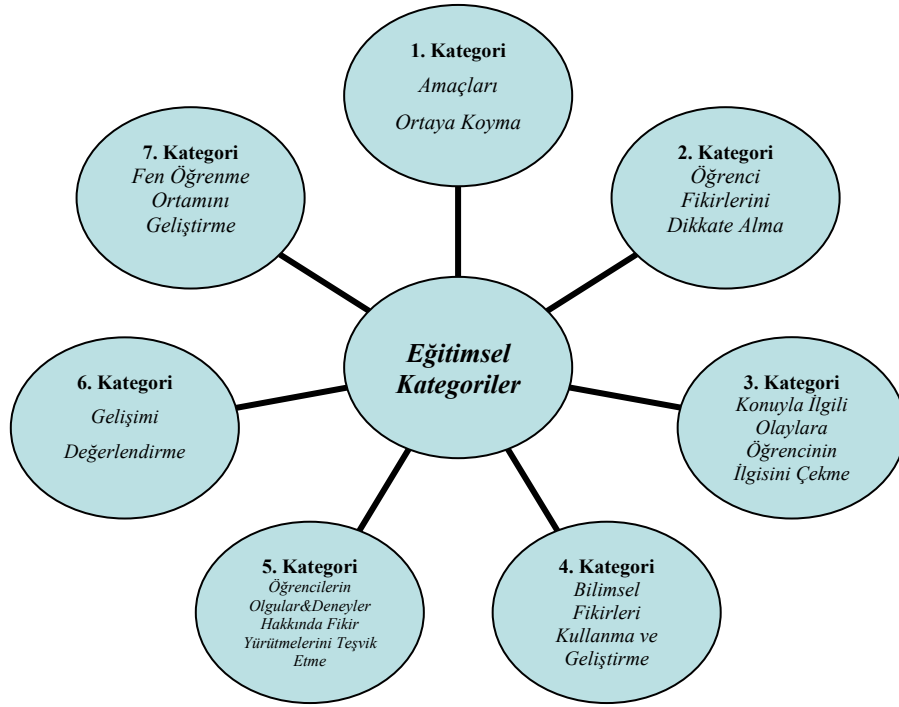 1. Kategori
Amaçları
Ortaya Koyma
2. Kategori
Öğrenci
Fikirlerini
Dikkate Alma
3. Kategori
Konuyla İlgili
Olaylara
Öğrencinin
İlgisini Çekme
4. Kategori
Bilimsel
Fikirleri
Kullanma ve
Geliştirme
5. Kategori
Öğrencilerin
Olgular&Deneyler
Hakkında Fikir
Yürütmelerini Teşvik
Etme
6. Kategori
Gelişimi
Değerlendirme
7. Kategori
Fen Öğrenme
Ortamını
Geliştirme
Eğitimsel
Kategoriler